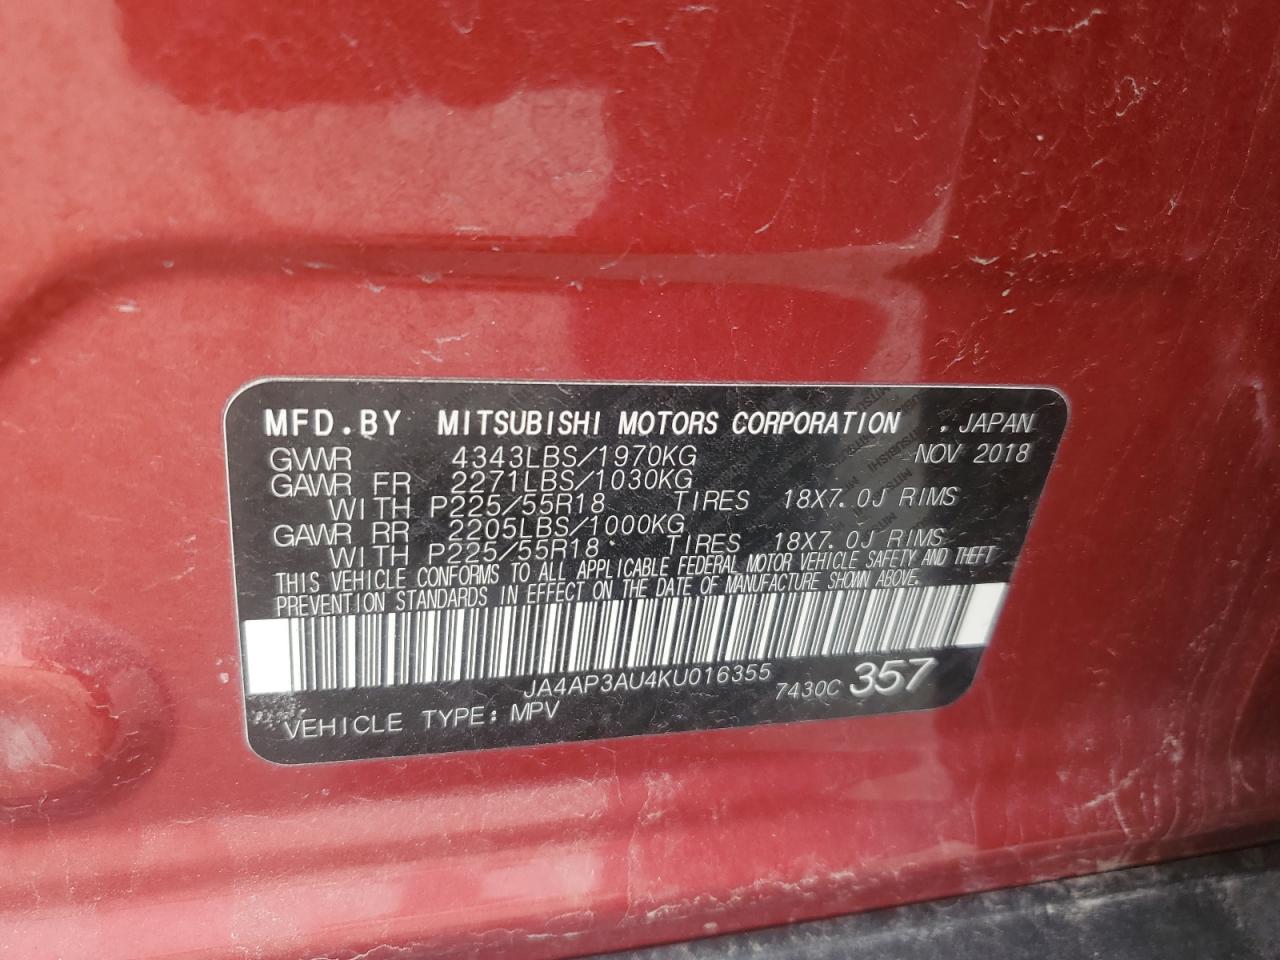 MFD.BY MITSUBISHI MOTORS CORPORATION , JAPAN
GVWR 4343LBS/1970KG NOV 2018
GAWR FR 2271LBS/1030KG
WITH P225/55R18 TIRES 18X7.0J RIMS
GAWR RR 2205LBS/1000KG
WITH P225/55R18 TIRES 18X7.0J RIMS
THIS VEHICLE CONFORMS TO ALL APPLICABLE FEDERAL MOTOR VEHICLE SAFETY AND THEFT
PREVENTION STANDARDS IN EFFECT ON THE DATE OF MANUFACTURE SHOWN ABOVE.
JA4AP3AU4KU016355
7430C 357
VEHICLE TYPE: MPV